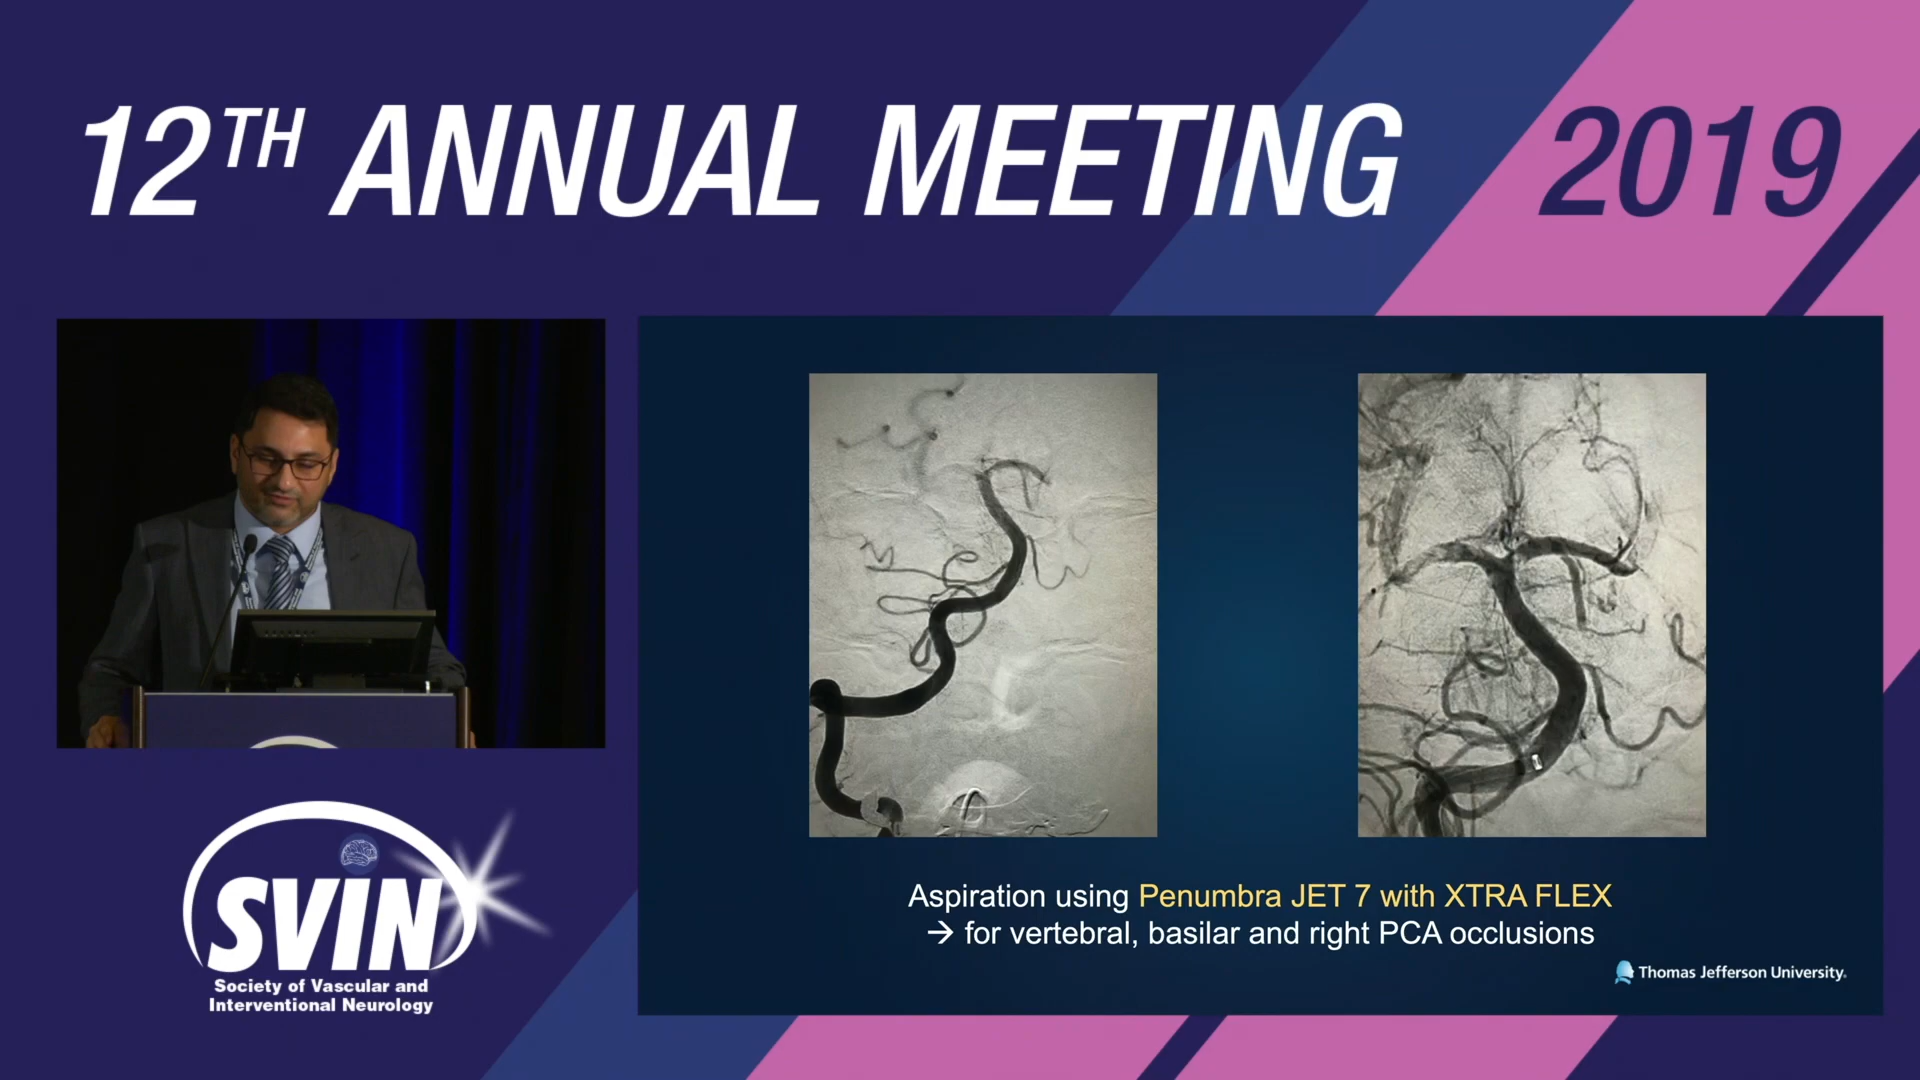 12TH ANNUAL MEETING 2019
Aspiration using Penumbra JET 7 with XTRA FLEX
→ for vertebral, basilar and right PCA occlusions
Thomas Jefferson University.
SVIN
Society of Vascular and
Interventional Neurology